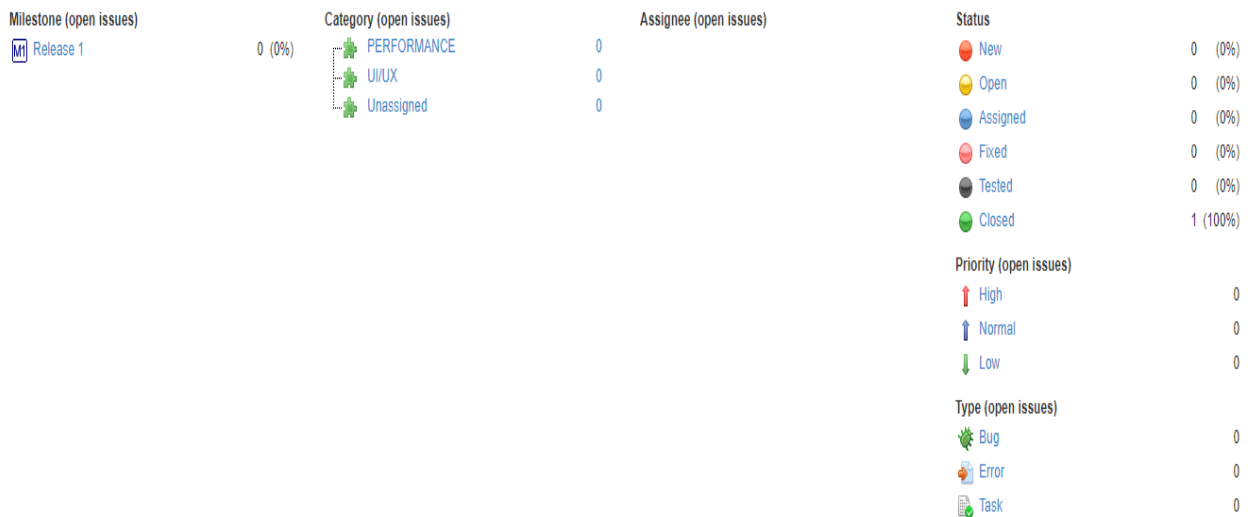 Milestone (open issues)
M1 Release 1 0 (0%)
Category (open issues)
PERFORMANCE 0
UI/UX 0
Unassigned 0
Assignee (open issues)
Status
New 0 (0%)
Open 0 (0%)
Assigned 0 (0%)
Fixed 0 (0%)
Tested 0 (0%)
Closed 1 (100%)
Priority (open issues)
High 0
Normal 0
Low 0
Type (open issues)
Bug 0
Error 0
Task 0